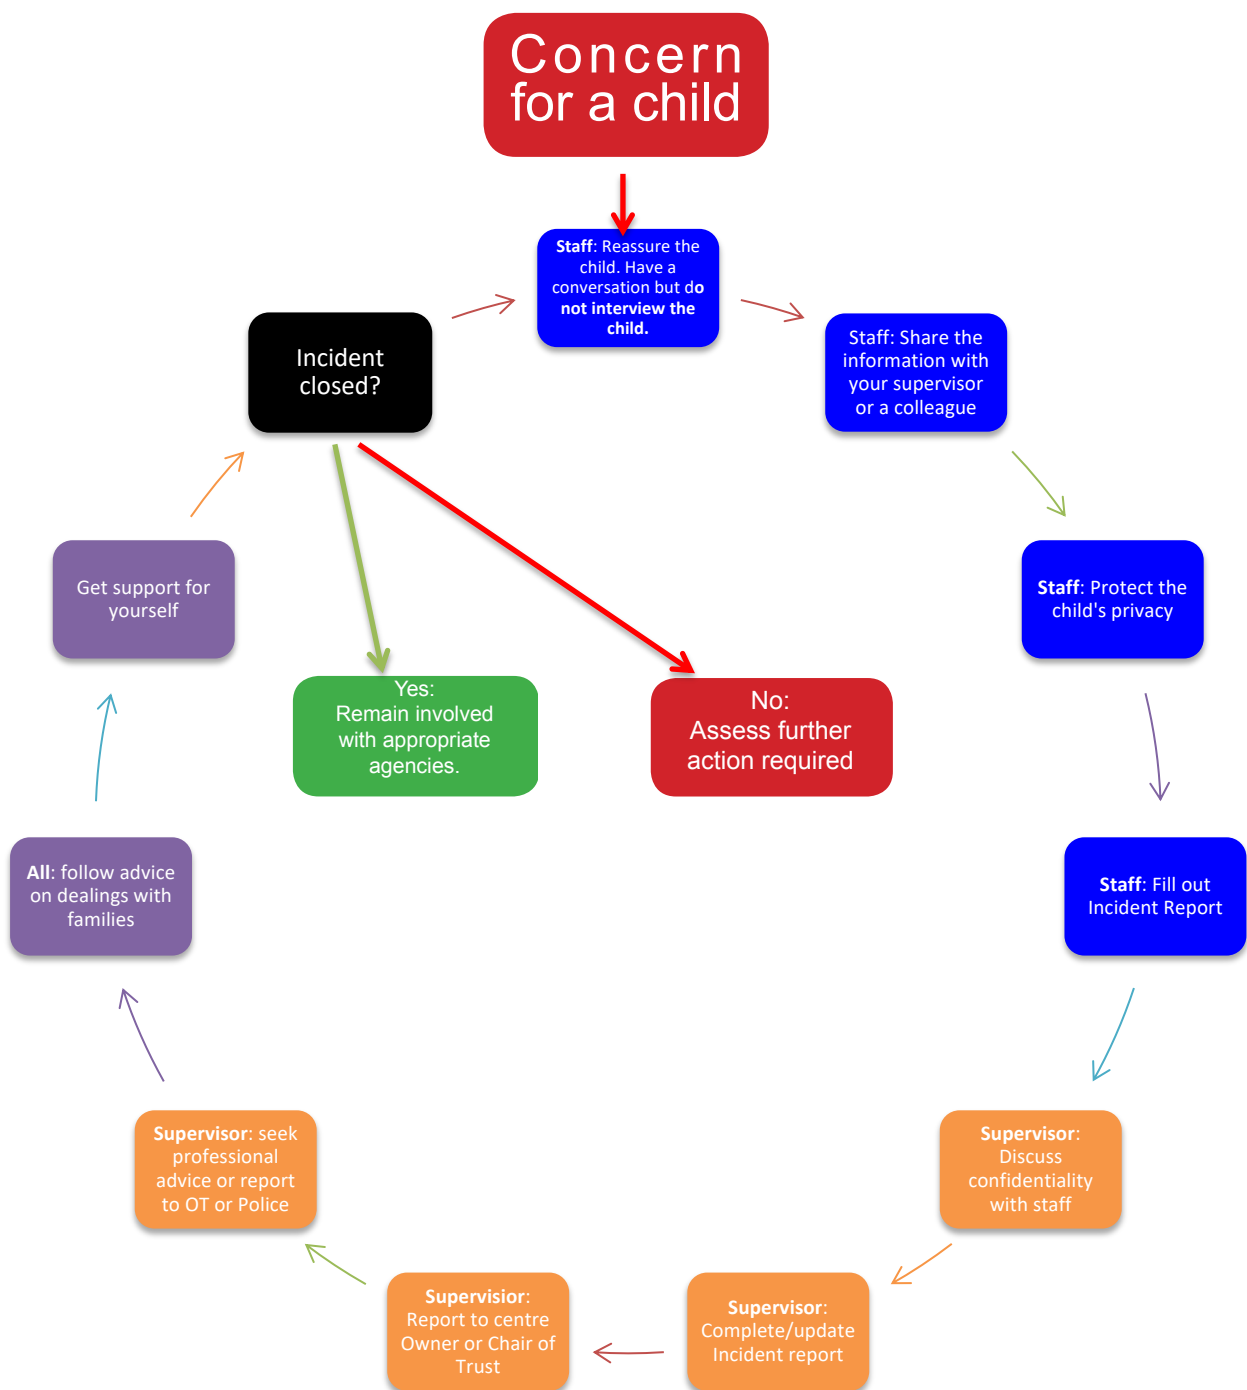 Concern
for a child
Staff: Reassure the
child. Have a
conversation but do
not interview the
child.
Staff: Share the
information with
your supervisor
or a colleague
Staff: Protect the
child's privacy
Staff: Fill out
Incident Report
Supervisor:
Discuss
confidentiality
with staff
Supervisor:
Complete/update
Incident report
Supervisior:
Report to centre
Owner or Chair of
Trust
Supervisor: seek
professional
advice or report
to OT or Police
All: follow advice
on dealings with
families
Get support for
yourself
Incident
closed?
Yes:
Remain involved
with appropriate
agencies.
No:
Assess further
action required